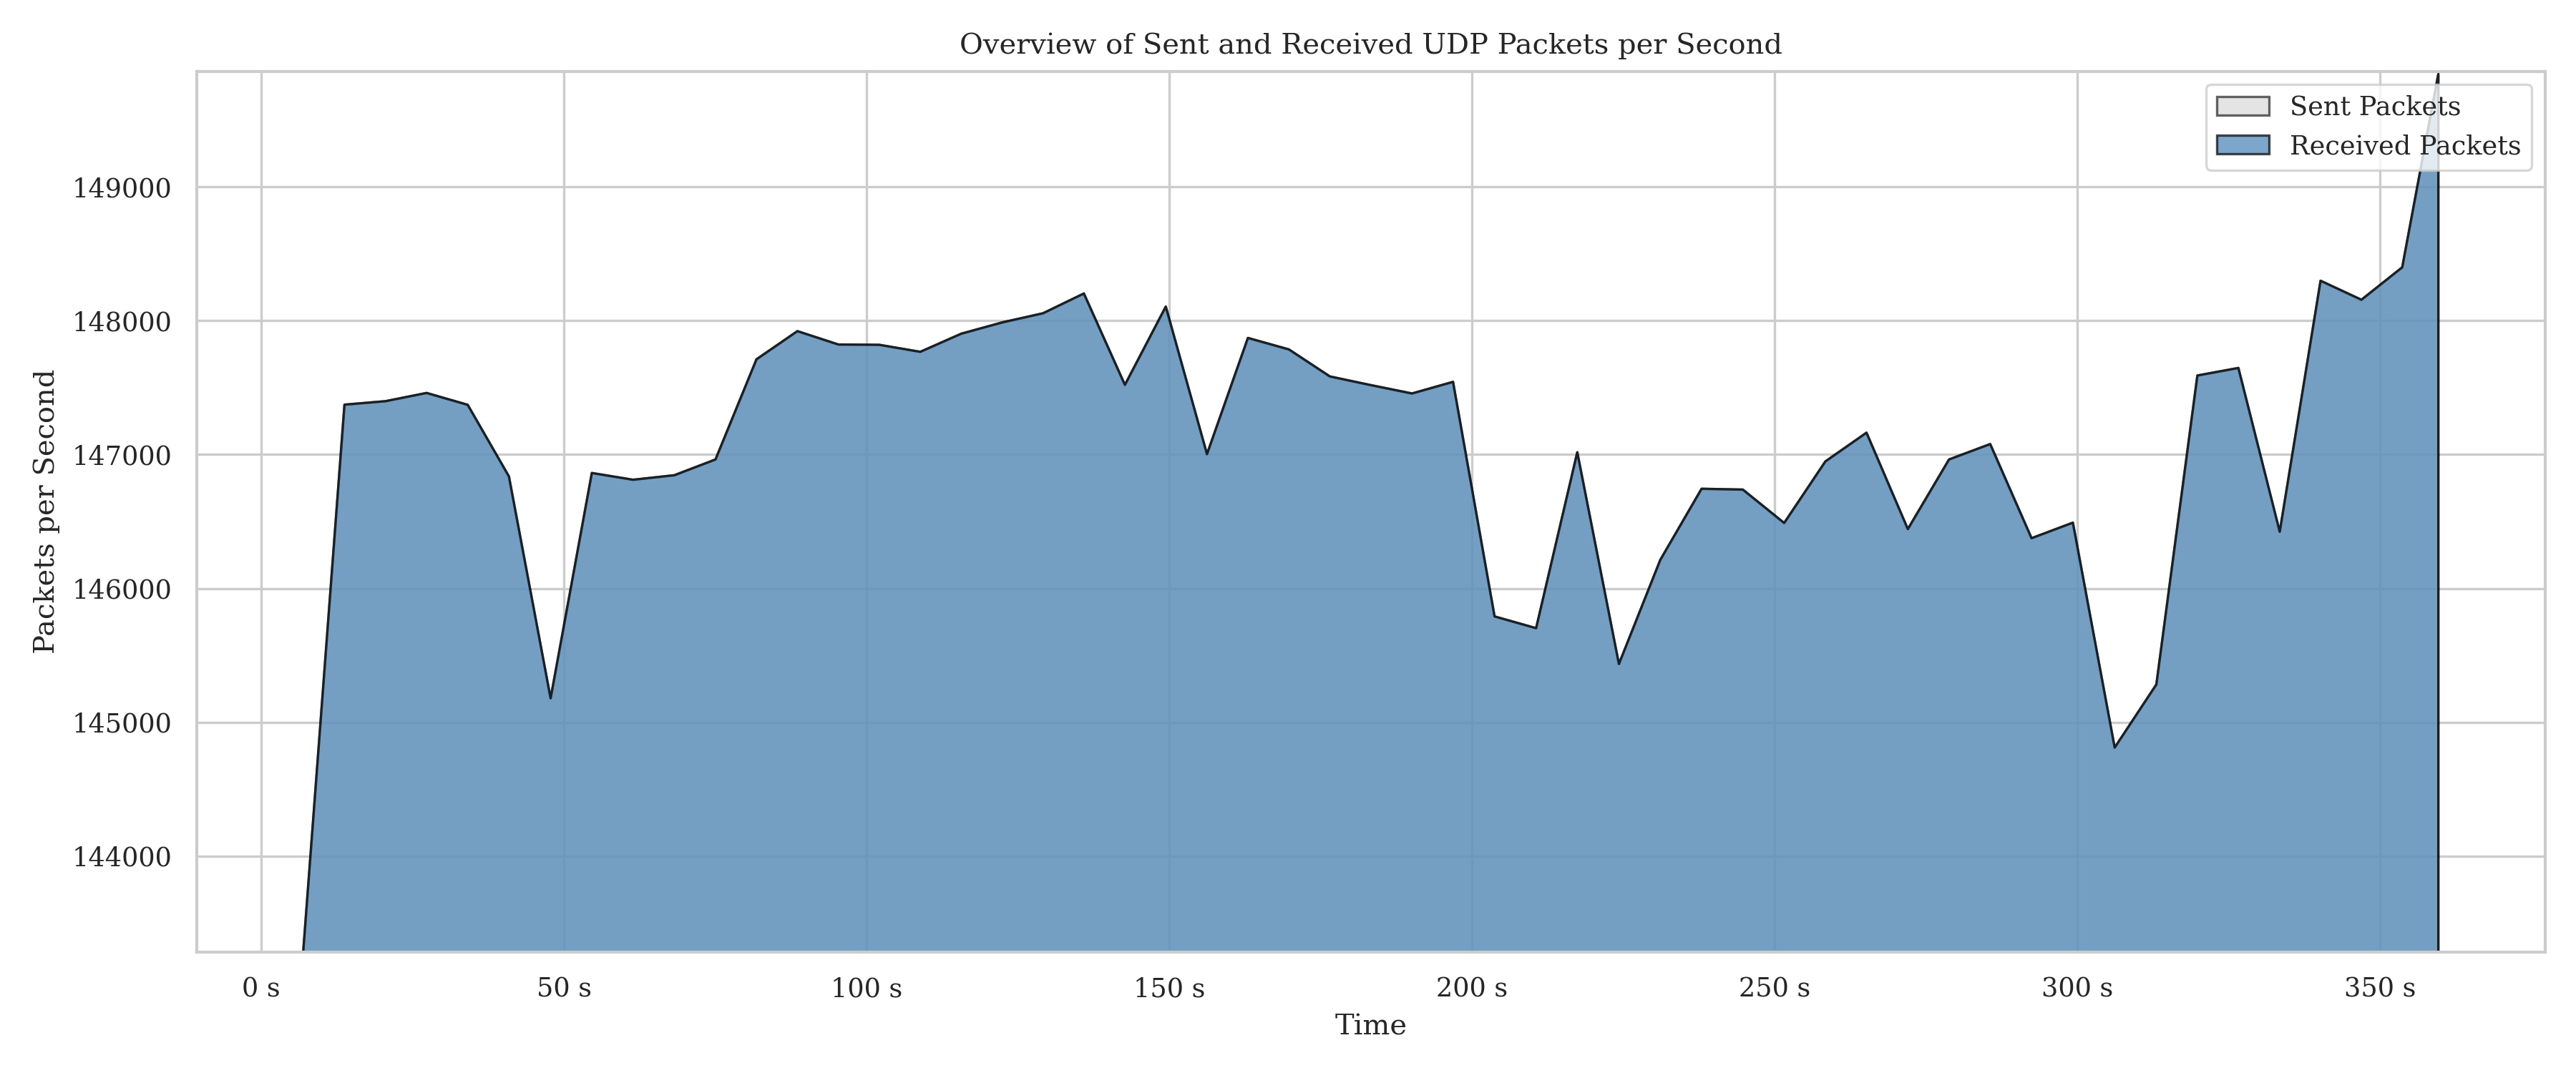 Overview of Sent and Received UDP Packets per Second
Sent Packets
Received Packets
149000
148000
147000
146000
145000
144000
Packets per Second
0 s
50 s
100 s
150 s
200 s
250 s
300 s
350 s
Time